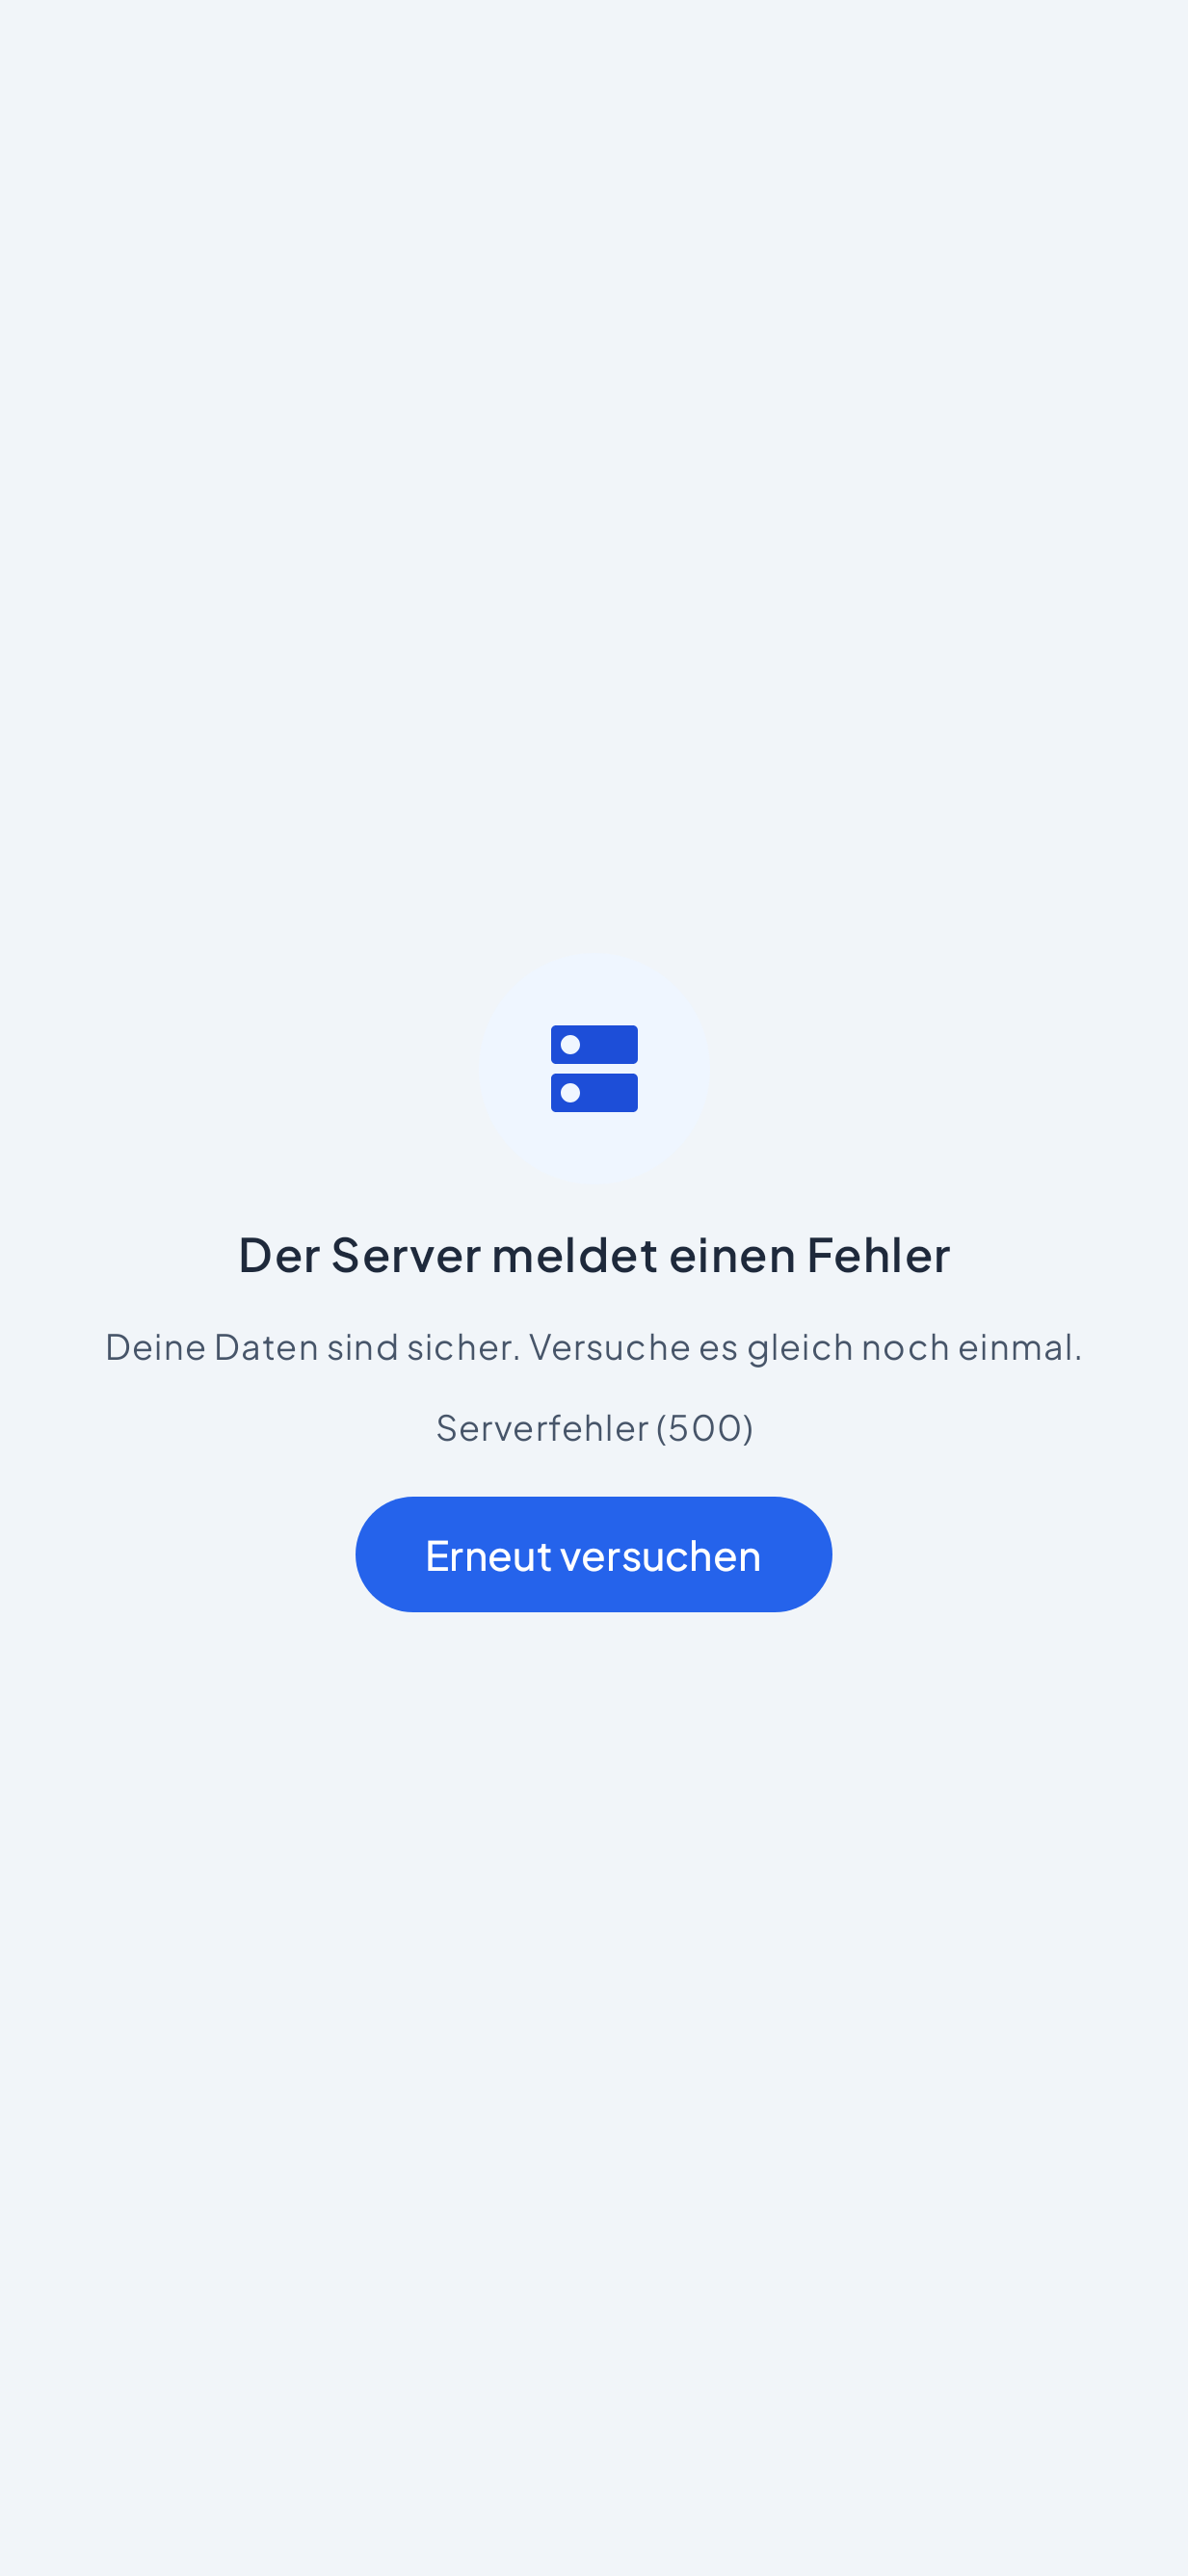 Der Server meldet einen Fehler
Deine Daten sind sicher. Versuche es gleich noch einmal.
Serverfehler (500)
Erneut versuchen